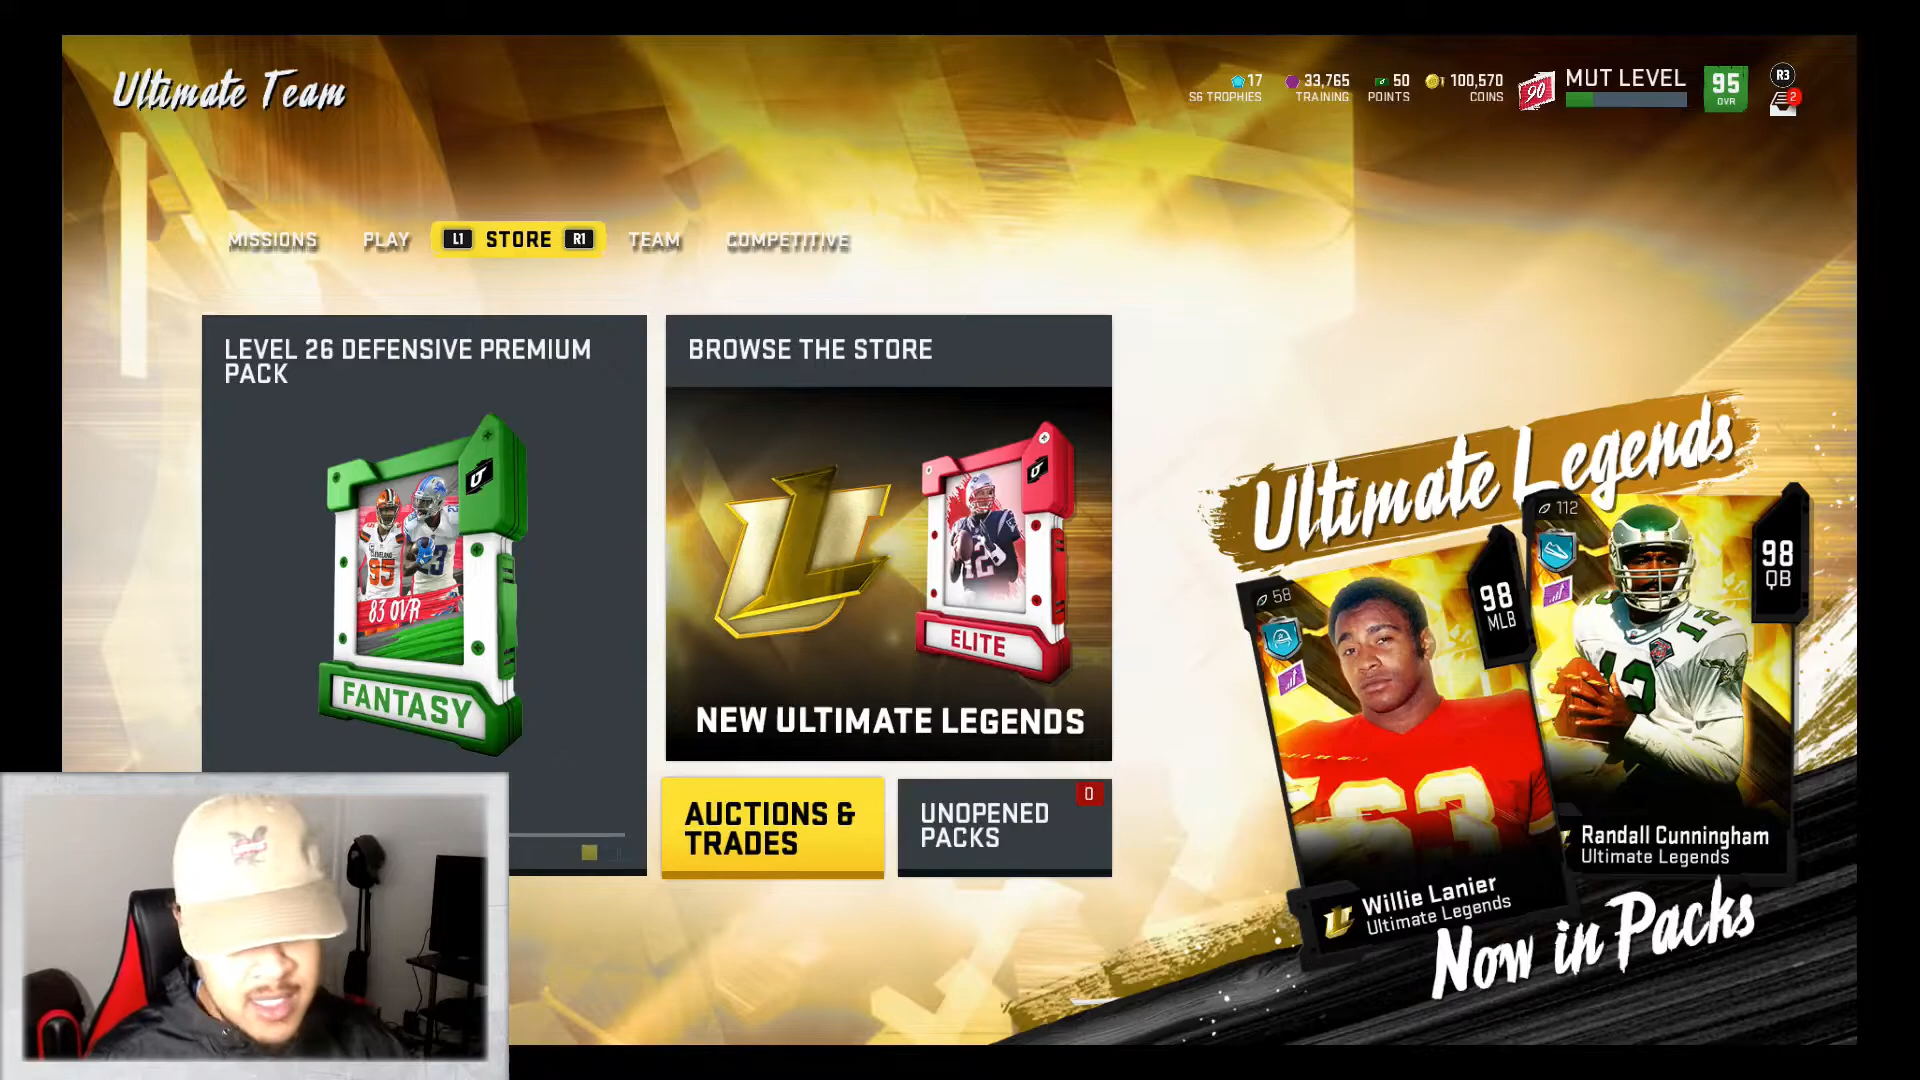 Ultimate Team
17
S6 TROPHIES
33,765
TRAINING
50
POINTS
100,570
COINS
90
MUT LEVEL
95
OVR
R3
2
MISSIONS
PLAY
L1 STORE R1
TEAM
COMPETITIVE
LEVEL 26 DEFENSIVE PREMIUM
PACK
83 OVR
FANTASY
BROWSE THE STORE
ELITE
NEW ULTIMATE LEGENDS
AUCTIONS &
TRADES
UNOPENED
PACKS
0
Ultimate Legends
58
98
MLB
63
Willie Lanier
Ultimate Legends
112
98
QB
12
Randall Cunningham
Ultimate Legends
Now in Packs